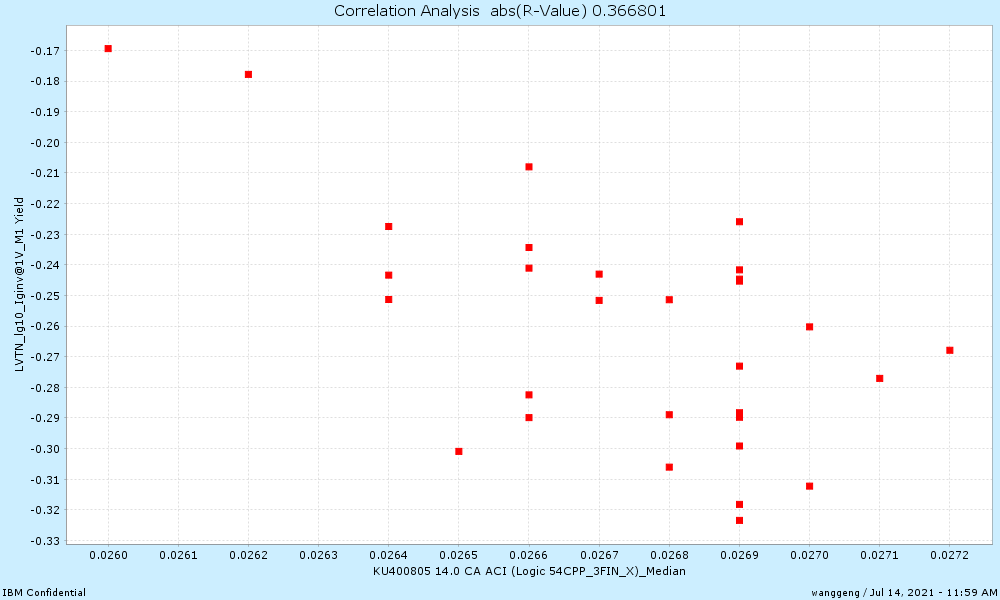 Correlation Analysis  abs(R-Value) 0.366801
-0.17
-0.18
-0.19
-0.20
-0.21
-0.22
-0.23
-0.24
-0.25
-0.26
-0.27
-0.28
-0.29
-0.30
-0.31
-0.32
-0.33
LVTN_lg10_Iginv@1V_M1 Yield
0.0260 0.0261 0.0262 0.0263 0.0264 0.0265 0.0266 0.0267 0.0268 0.0269 0.0270 0.0271 0.0272
KU400805 14.0 CA ACI (Logic 54CPP_3FIN_X)_Median
IBM Confidential
wanggeng / Jul 14, 2021 - 11:59 AM